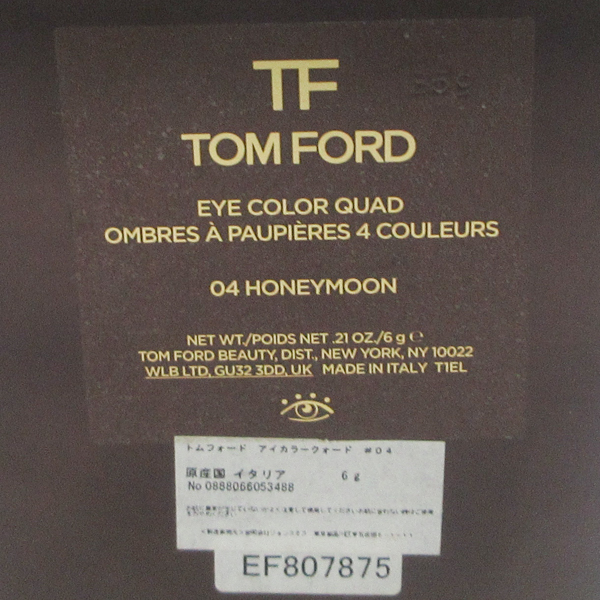 TF
TOM FORD
EYE COLOR QUAD
OMBRES À PAUPIÈRES 4 COULEURS
04 HONEYMOON
NET WT./POIDS NET .21 OZ./6 g ℮
TOM FORD BEAUTY, DIST., NEW YORK, NY 10022
WLB LTD, GU32 3DD, UK MADE IN ITALY T1EL
トムフォード アイカラークォード #04
原産国 イタリア 6g
No 0888066053488
EF807875